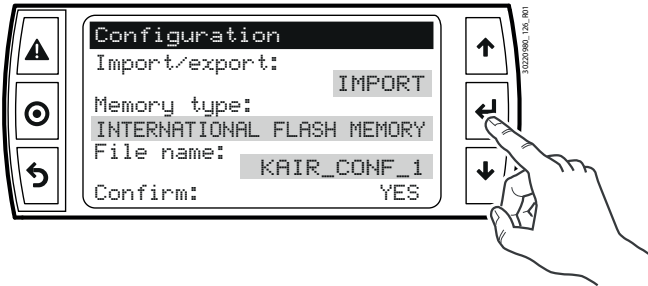 Configuration
Import/export:
IMPORT
Memory type:
INTERNATIONAL FLASH MEMORY
File name:
KAIR_CONF_1
Confirm: YES
30220980_126_R01